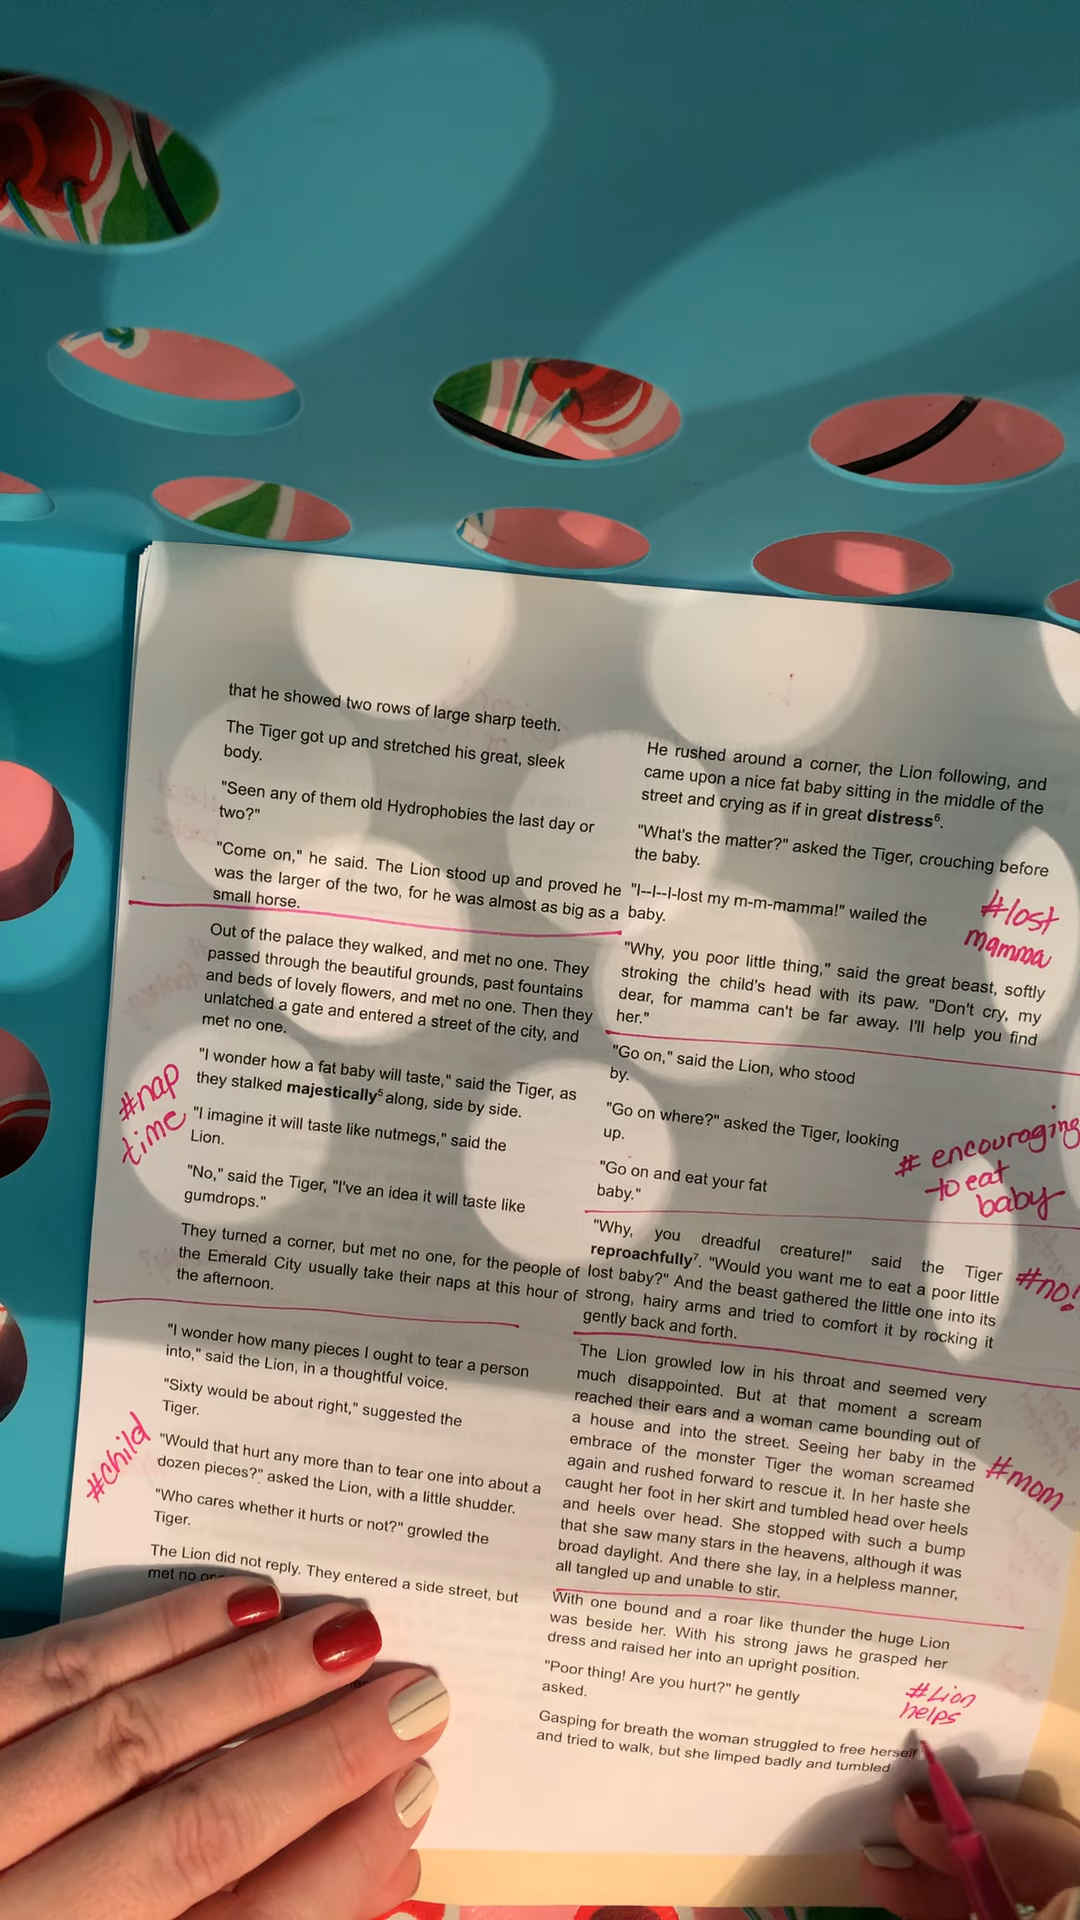 that he showed two rows of large sharp teeth.
The Tiger got up and stretched his great, sleek
body.
"Seen any of them old Hydrophobies the last day or
two?"
"Come on," he said. The Lion stood up and proved he
was the larger of the two, for he was almost as big as a
small horse.
Out of the palace they walked, and met no one. They
passed through the beautiful grounds, past fountains
and beds of lovely flowers, and met no one. Then they
unlatched a gate and entered a street of the city, and
met no one.
#nap
time
"I wonder how a fat baby will taste," said the Tiger, as
they stalked majestically5 along, side by side.
"I imagine it will taste like nutmegs," said the
Lion.
"No," said the Tiger, "I've an idea it will taste like
gumdrops."
They turned a corner, but met no one, for the people of
the Emerald City usually take their naps at this hour of
the afternoon.
"I wonder how many pieces I ought to tear a person
into," said the Lion, in a thoughtful voice.
"Sixty would be about right," suggested the
Tiger.
#child
"Would that hurt any more than to tear one into about a
dozen pieces?" asked the Lion, with a little shudder.
"Who cares whether it hurts or not?" growled the
Tiger.
The Lion did not reply. They entered a side street, but
met no
He rushed around a corner, the Lion following, and
came upon a nice fat baby sitting in the middle of the
street and crying as if in great distress6.
"What's the matter?" asked the Tiger, crouching before
the baby.
"I--I--I-lost my m-m-mamma!" wailed the
baby.
#lost
mamma
"Why, you poor little thing," said the great beast, softly
stroking the child's head with its paw. "Don't cry, my
dear, for mamma can't be far away. I'll help you find
her."
"Go on," said the Lion, who stood
by.
"Go on where?" asked the Tiger, looking
up.
"Go on and eat your fat
baby."
# encouraging
to eat
baby
"Why, you dreadful creature!" said the Tiger
reproachfully7. "Would you want me to eat a poor little
lost baby?" And the beast gathered the little one into its
strong, hairy arms and tried to comfort it by rocking it
gently back and forth.
#no!
The Lion growled low in his throat and seemed very
much disappointed. But at that moment a scream
reached their ears and a woman came bounding out of
a house and into the street. Seeing her baby in the
embrace of the monster Tiger the woman screamed
again and rushed forward to rescue it. In her haste she
caught her foot in her skirt and tumbled head over heels
and heels over head. She stopped with such a bump
that she saw many stars in the heavens, although it was
broad daylight. And there she lay, in a helpless manner,
all tangled up and unable to stir.
#mom
With one bound and a roar like thunder the huge Lion
was beside her. With his strong jaws he grasped her
dress and raised her into an upright position.
"Poor thing! Are you hurt?" he gently
asked.
#Lion
helps
Gasping for breath the woman struggled to free herself
and tried to walk, but she limped badly and tumbled